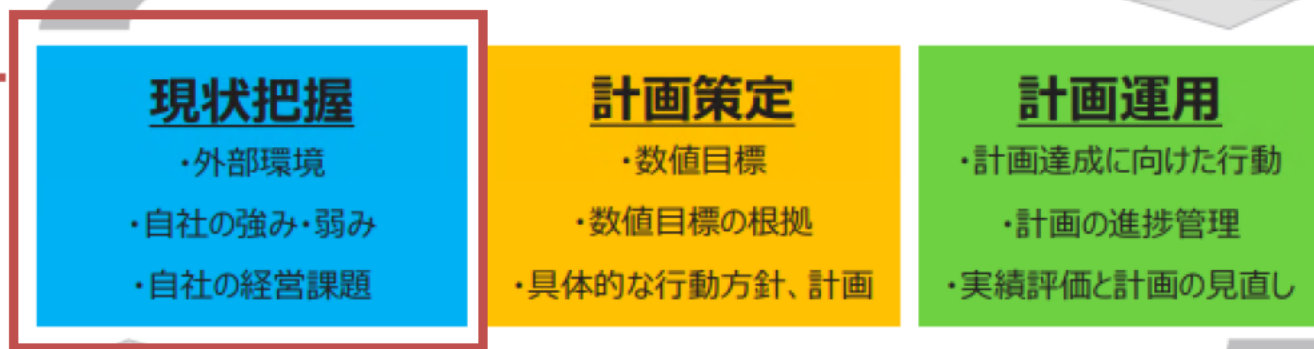 現状把握
・外部環境
・自社の強み・弱み
・自社の経営課題
計画策定
・数値目標
・数値目標の根拠
・具体的な行動方針、計画
計画運用
・計画達成に向けた行動
・計画の進捗管理
・実績評価と計画の見直し